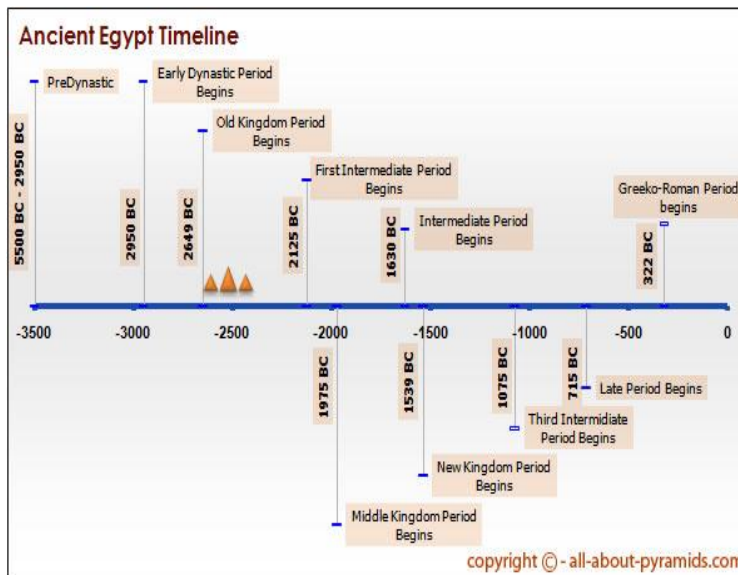 Ancient Egypt Timeline
PreDynastic
Early Dynastic Period
Begins
Old Kingdom Period
Begins
First Intermediate Period
Begins
Intermediate Period
Begins
Greeko-Roman Period
begins
5500 BC - 2950 BC
2950 BC
2649 BC
2125 BC
1630 BC
322 BC
-3500
-3000
-2500
-2000
-1500
-1000
-500
0
1975 BC
1539 BC
1075 BC
715 BC
Late Period Begins
Third Intermidiate
Period Begins
New Kingdom Period
Begins
Middle Kingdom Period
Begins
copyright © - all-about-pyramids.com